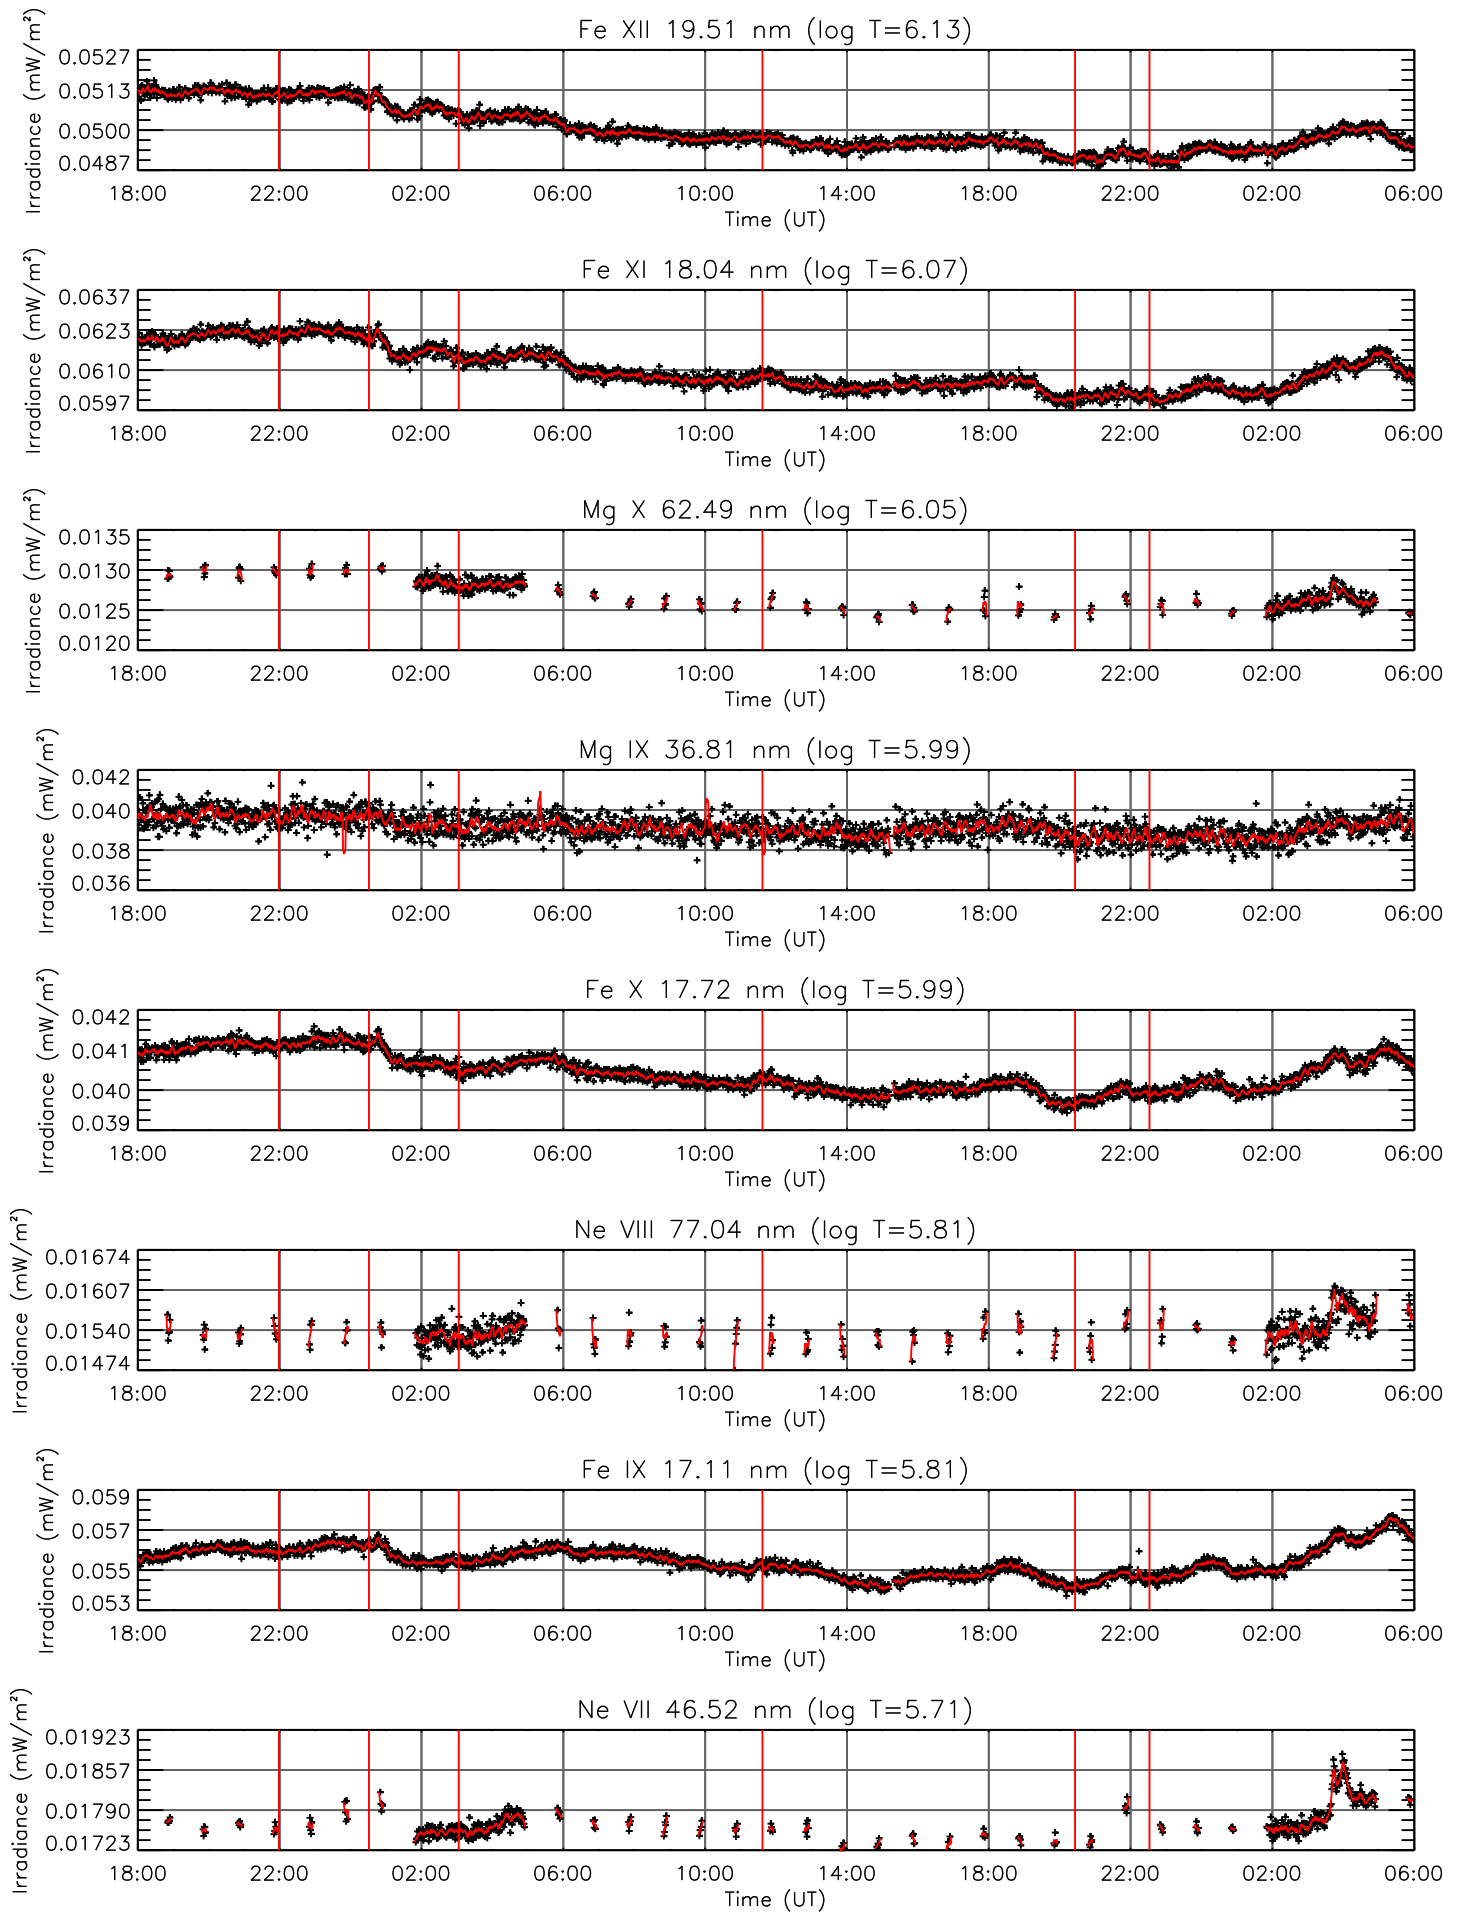 Fe XII 19.51 nm (log T=6.13)
Irradiance (mW/m²)
0.0527
0.0513
0.0500
0.0487
18:00 22:00 02:00 06:00 10:00 14:00 18:00 22:00 02:00 06:00
Time (UT)
Fe XI 18.04 nm (log T=6.07)
Irradiance (mW/m²)
0.0637
0.0623
0.0610
0.0597
18:00 22:00 02:00 06:00 10:00 14:00 18:00 22:00 02:00 06:00
Time (UT)
Mg X 62.49 nm (log T=6.05)
Irradiance (mW/m²)
0.0135
0.0130
0.0125
0.0120
18:00 22:00 02:00 06:00 10:00 14:00 18:00 22:00 02:00 06:00
Time (UT)
Mg IX 36.81 nm (log T=5.99)
Irradiance (mW/m²)
0.042
0.040
0.038
0.036
18:00 22:00 02:00 06:00 10:00 14:00 18:00 22:00 02:00 06:00
Time (UT)
Fe X 17.72 nm (log T=5.99)
Irradiance (mW/m²)
0.042
0.041
0.040
0.039
18:00 22:00 02:00 06:00 10:00 14:00 18:00 22:00 02:00 06:00
Time (UT)
Ne VIII 77.04 nm (log T=5.81)
Irradiance (mW/m²)
0.01674
0.01607
0.01540
0.01474
18:00 22:00 02:00 06:00 10:00 14:00 18:00 22:00 02:00 06:00
Time (UT)
Fe IX 17.11 nm (log T=5.81)
Irradiance (mW/m²)
0.059
0.057
0.055
0.053
18:00 22:00 02:00 06:00 10:00 14:00 18:00 22:00 02:00 06:00
Time (UT)
Ne VII 46.52 nm (log T=5.71)
Irradiance (mW/m²)
0.01923
0.01857
0.01790
0.01723
18:00 22:00 02:00 06:00 10:00 14:00 18:00 22:00 02:00 06:00
Time (UT)